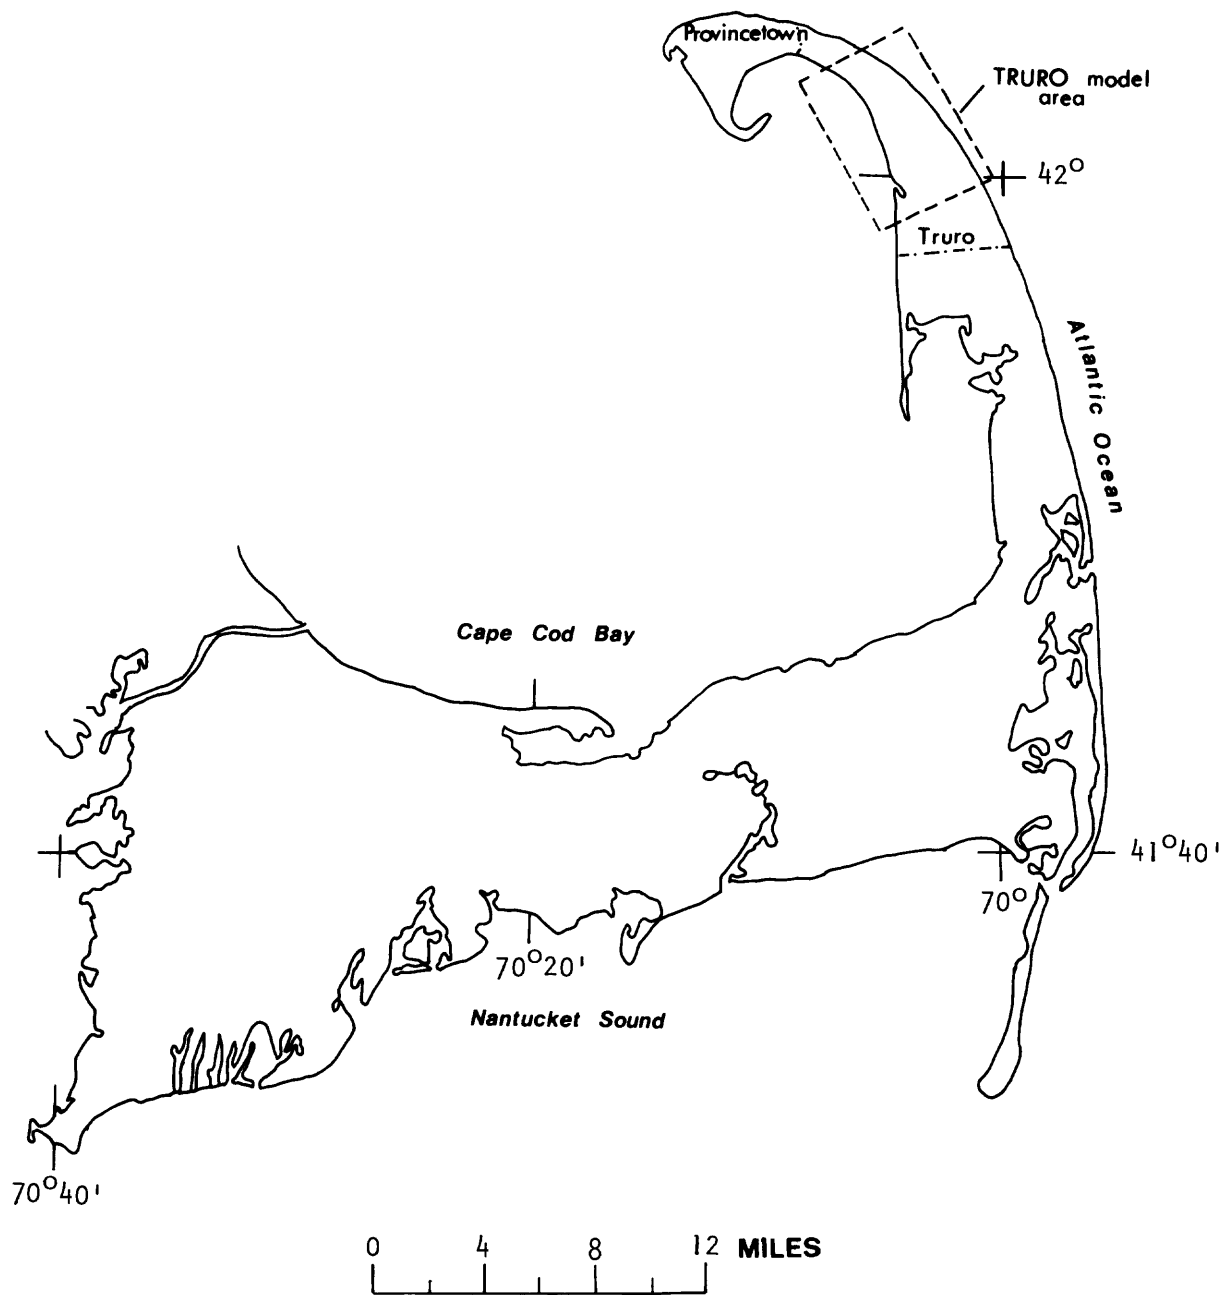 Provincetown
TRURO model
area
42°
Truro
Atlantic Ocean
Cape Cod Bay
41°40'
70°
70°20'
Nantucket Sound
70°40'
0 4 8 12 MILES